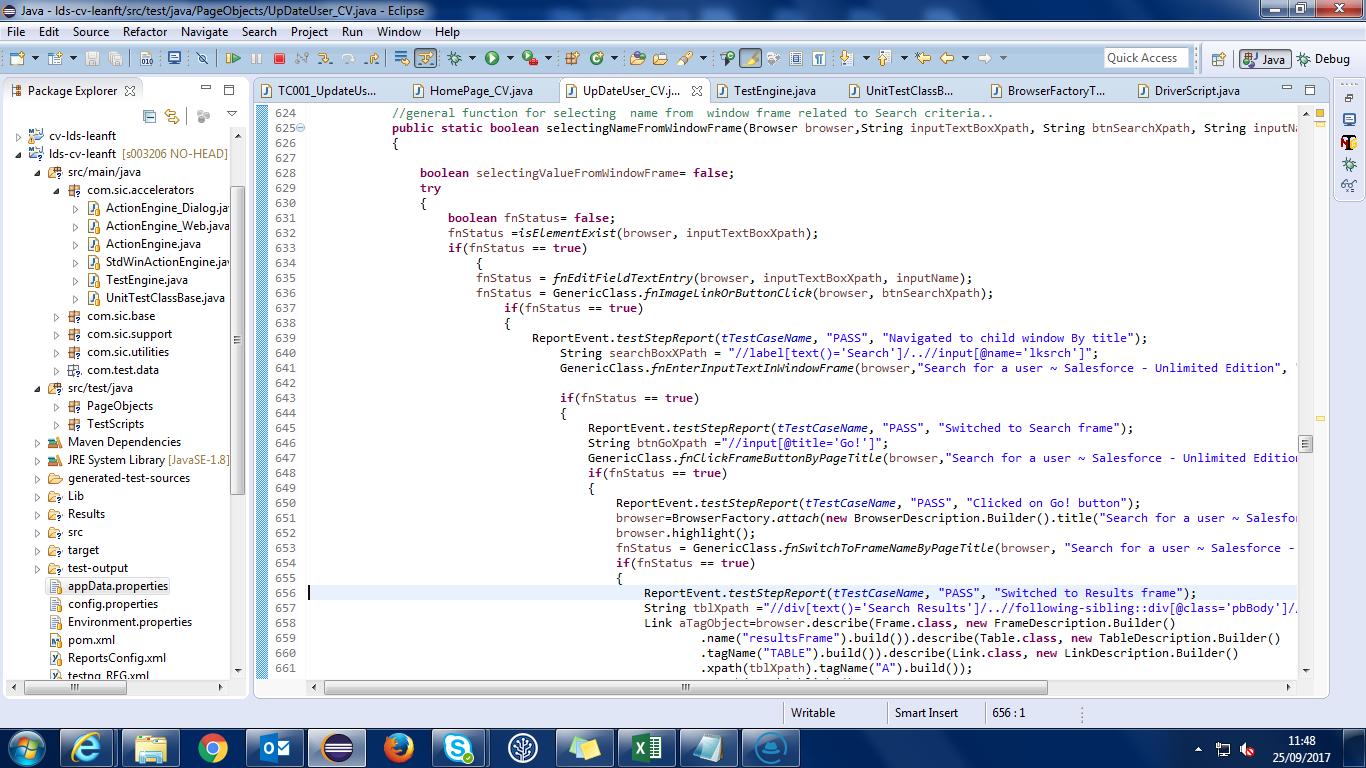 Java - lds-cv-leanft/src/test/java/PageObjects/UpDateUser_CV.java - Eclipse
File Edit Source Refactor Navigate Search Project Run Window Help
Quick Access
Java
Debug
Package Explorer
TC001_UpdateUs...
HomePage_CV.java
UpDateUser_CV.j...
TestEngine.java
UnitTestClassB...
BrowserFactoryT...
DriverScript.java
cv-lds-leanft
lds-cv-leanft [s003206 NO-HEAD]
src/main/java
com.sic.accelerators
ActionEngine_Dialog.ja
ActionEngine_Web.java
ActionEngine.java
StdWinActionEngine.ja
TestEngine.java
UnitTestClassBase.java
com.sic.base
com.sic.support
com.sic.utilities
com.test.data
src/test/java
PageObjects
TestScripts
Maven Dependencies
JRE System Library [JavaSE-1.8]
generated-test-sources
Lib
Results
src
target
test-output
appData.properties
config.properties
Environment.properties
pom.xml
ReportsConfig.xml
testng_REG.xml
624 //general function for selecting  name from  window frame related to Search criteria..
625 public static boolean selectingNameFromWindowFrame(Browser browser,String inputTextBoxXpath, String btnSearchXpath, String inputNa
626 {
627
628 boolean selectingValueFromWindowFrame= false;
629 try
630 {
631 boolean fnStatus= false;
632 fnStatus =isElementExist(browser, inputTextBoxXpath);
633 if(fnStatus == true)
634 {
635 fnStatus = fnEditFieldTextEntry(browser, inputTextBoxXpath, inputName);
636 fnStatus = GenericClass.fnImageLinkOrButtonClick(browser, btnSearchXpath);
637 if(fnStatus == true)
638 {
639 ReportEvent.testStepReport(tTestCaseName, "PASS", "Navigated to child window By title");
640 String searchBoxXPath = "//label[text()='Search']/..//input[@name='lksrch']";
641 GenericClass.fnEnterInputTextInWindowFrame(browser,"Search for a user ~ Salesforce - Unlimited Edition", "
642
643 if(fnStatus == true)
644 {
645 ReportEvent.testStepReport(tTestCaseName, "PASS", "Switched to Search frame");
646 String btnGoXpath ="//input[@title='Go!']";
647 GenericClass.fnClickFrameButtonByPageTitle(browser,"Search for a user ~ Salesforce - Unlimited Edition
648 if(fnStatus == true)
649 {
650 ReportEvent.testStepReport(tTestCaseName, "PASS", "Clicked on Go! button");
651 browser=BrowserFactory.attach(new BrowserDescription.Builder().title("Search for a user ~ Salesfo
652 browser.highlight();
653 fnStatus = GenericClass.fnSwitchToFrameNameByPageTitle(browser, "Search for a user ~ Salesforce -
654 if(fnStatus == true)
655 {
656 ReportEvent.testStepReport(tTestCaseName, "PASS", "Switched to Results frame");
657 String tblXpath ="//div[text()='Search Results']/..//following-sibling::div[@class='pbBody']/
658 Link aTagObject=browser.describe(Frame.class, new FrameDescription.Builder()
659 .name("resultsFrame").build()).describe(Table.class, new TableDescription.Builder()
660 .tagName("TABLE").build()).describe(Link.class, new LinkDescription.Builder()
661 .xpath(tblXpath).tagName("A").build());
Writable
Smart Insert
656 : 1
11:48
25/09/2017